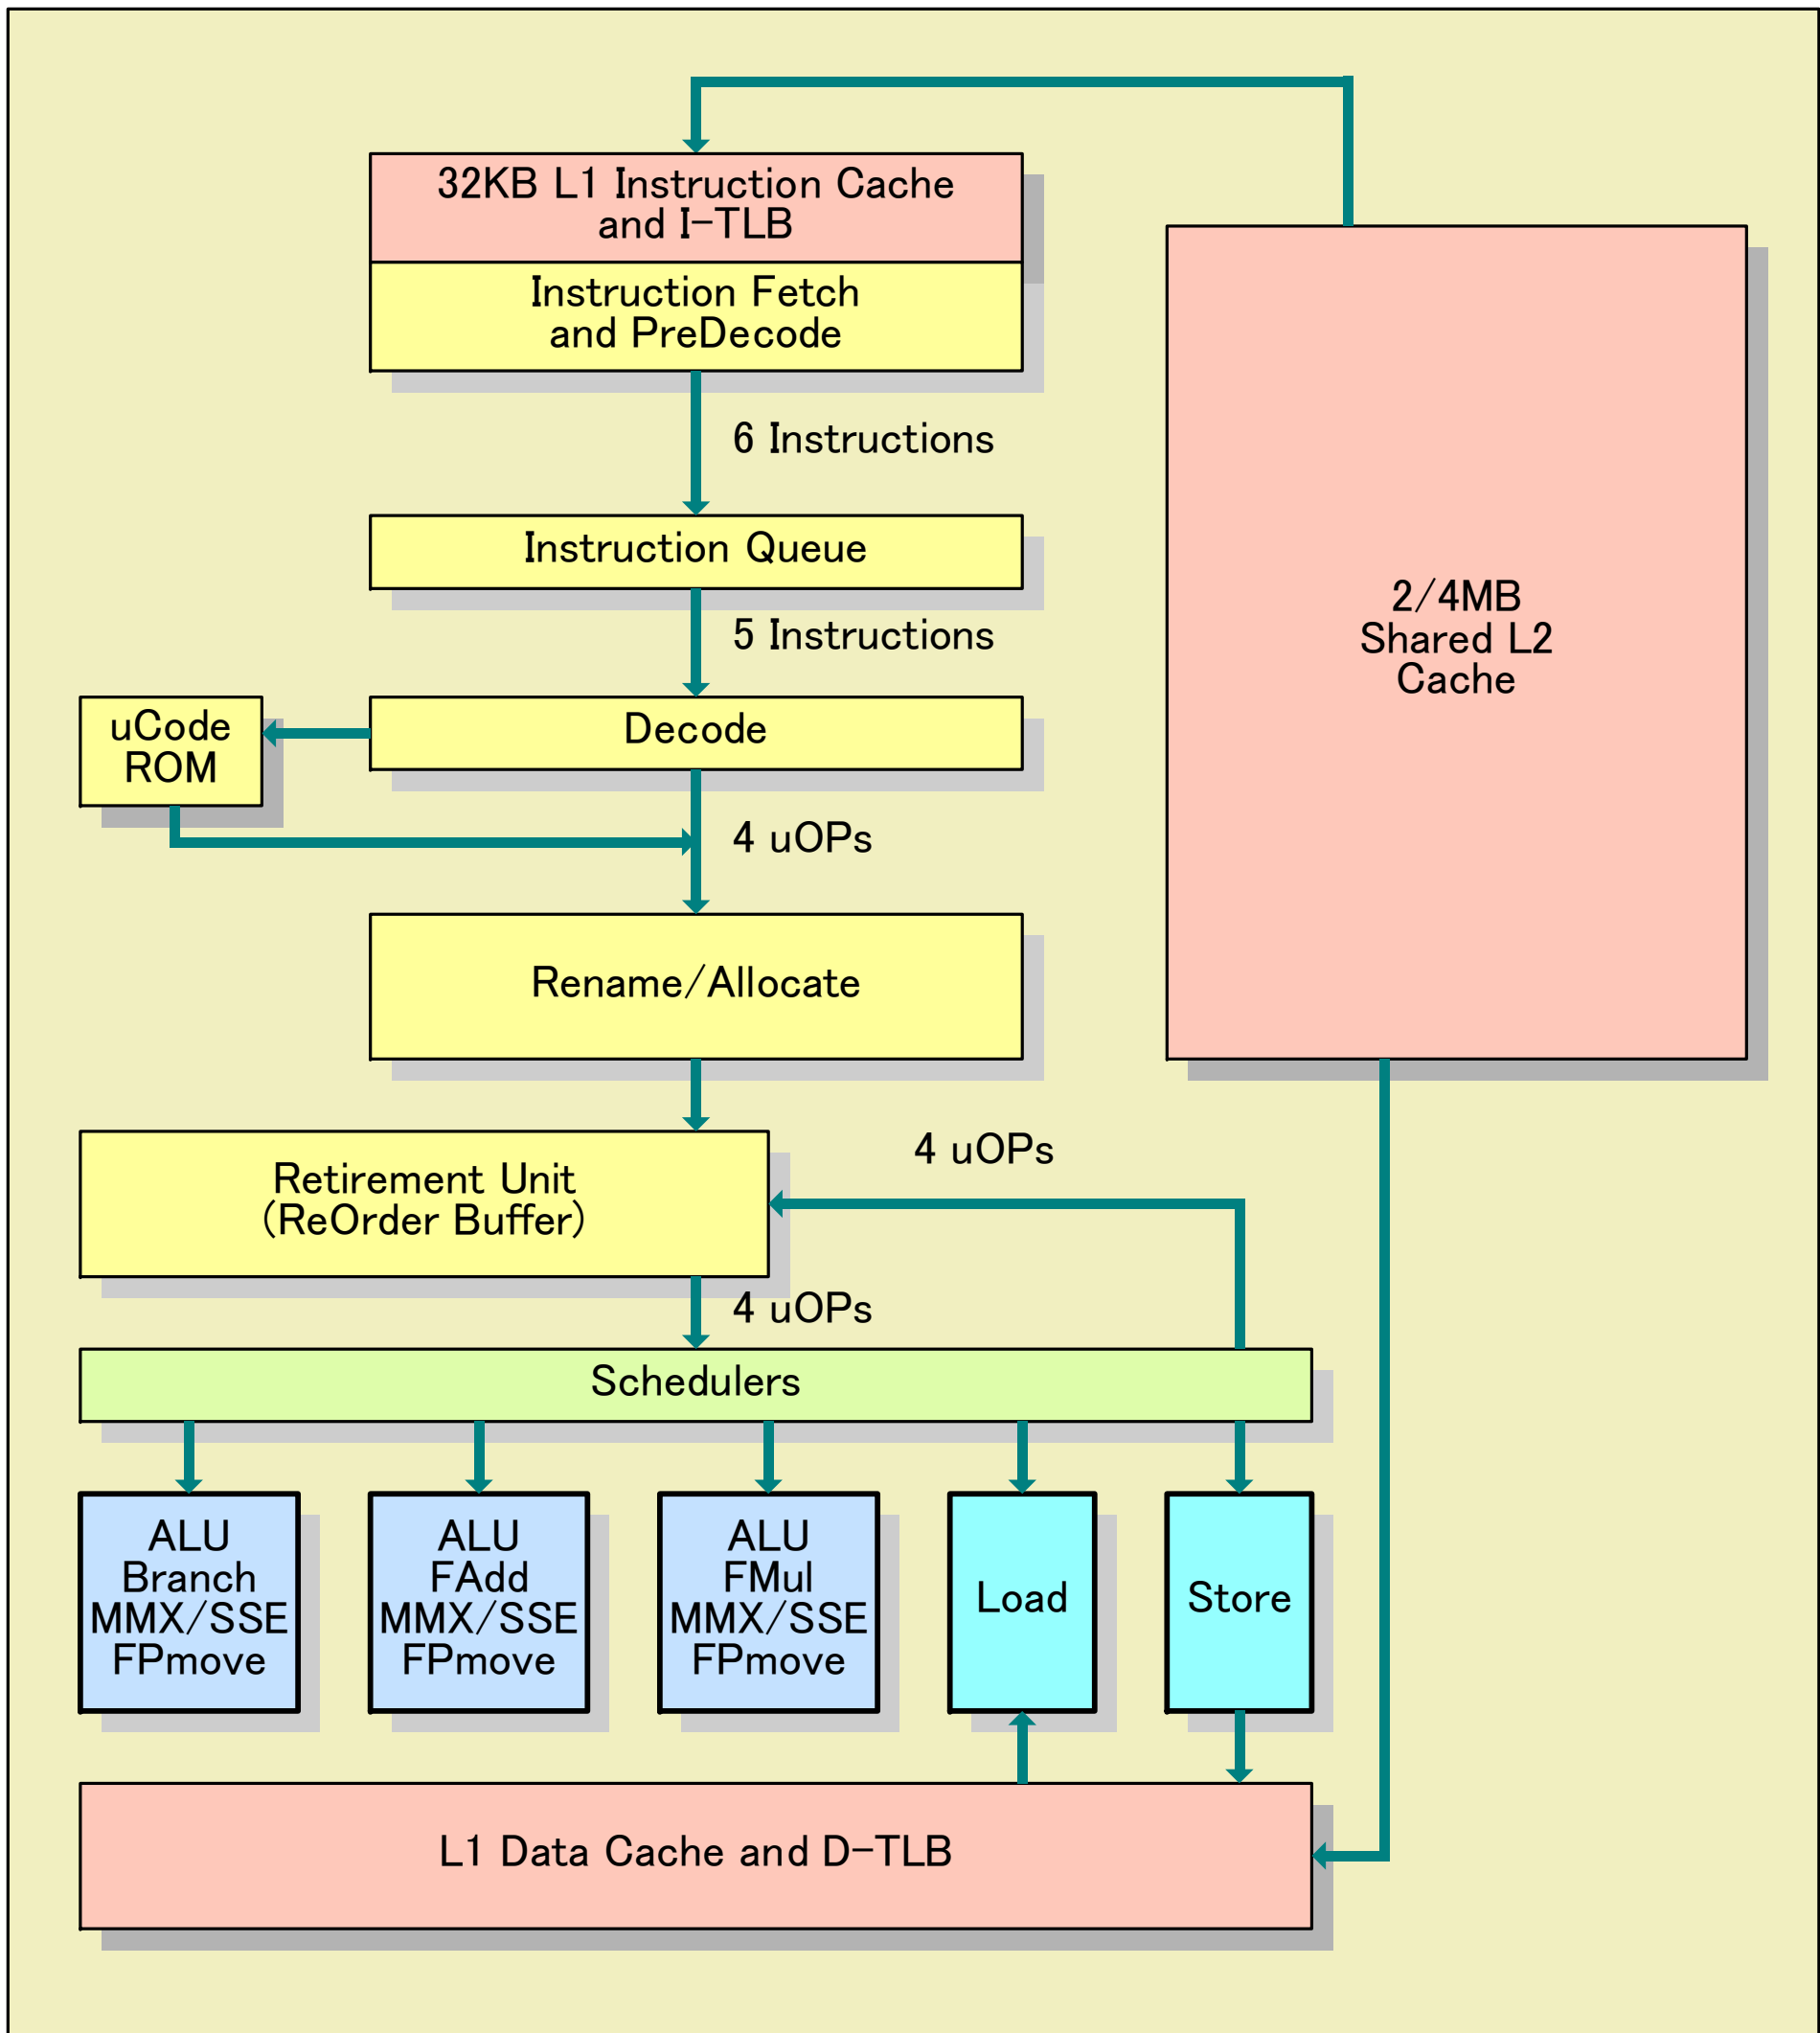 32KB L1 Instruction Cache
and I-TLB
Instruction Fetch
and PreDecode
6 Instructions
Instruction Queue
5 Instructions
2/4MB
Shared L2
Cache
uCode
ROM
Decode
4 uOPs
Rename/Allocate
Retirement Unit
(ReOrder Buffer)
4 uOPs
4 uOPs
Schedulers
ALU
Branch
MMX/SSE
FPmove
ALU
FAdd
MMX/SSE
FPmove
ALU
FMul
MMX/SSE
FPmove
Load
Store
L1 Data Cache and D-TLB